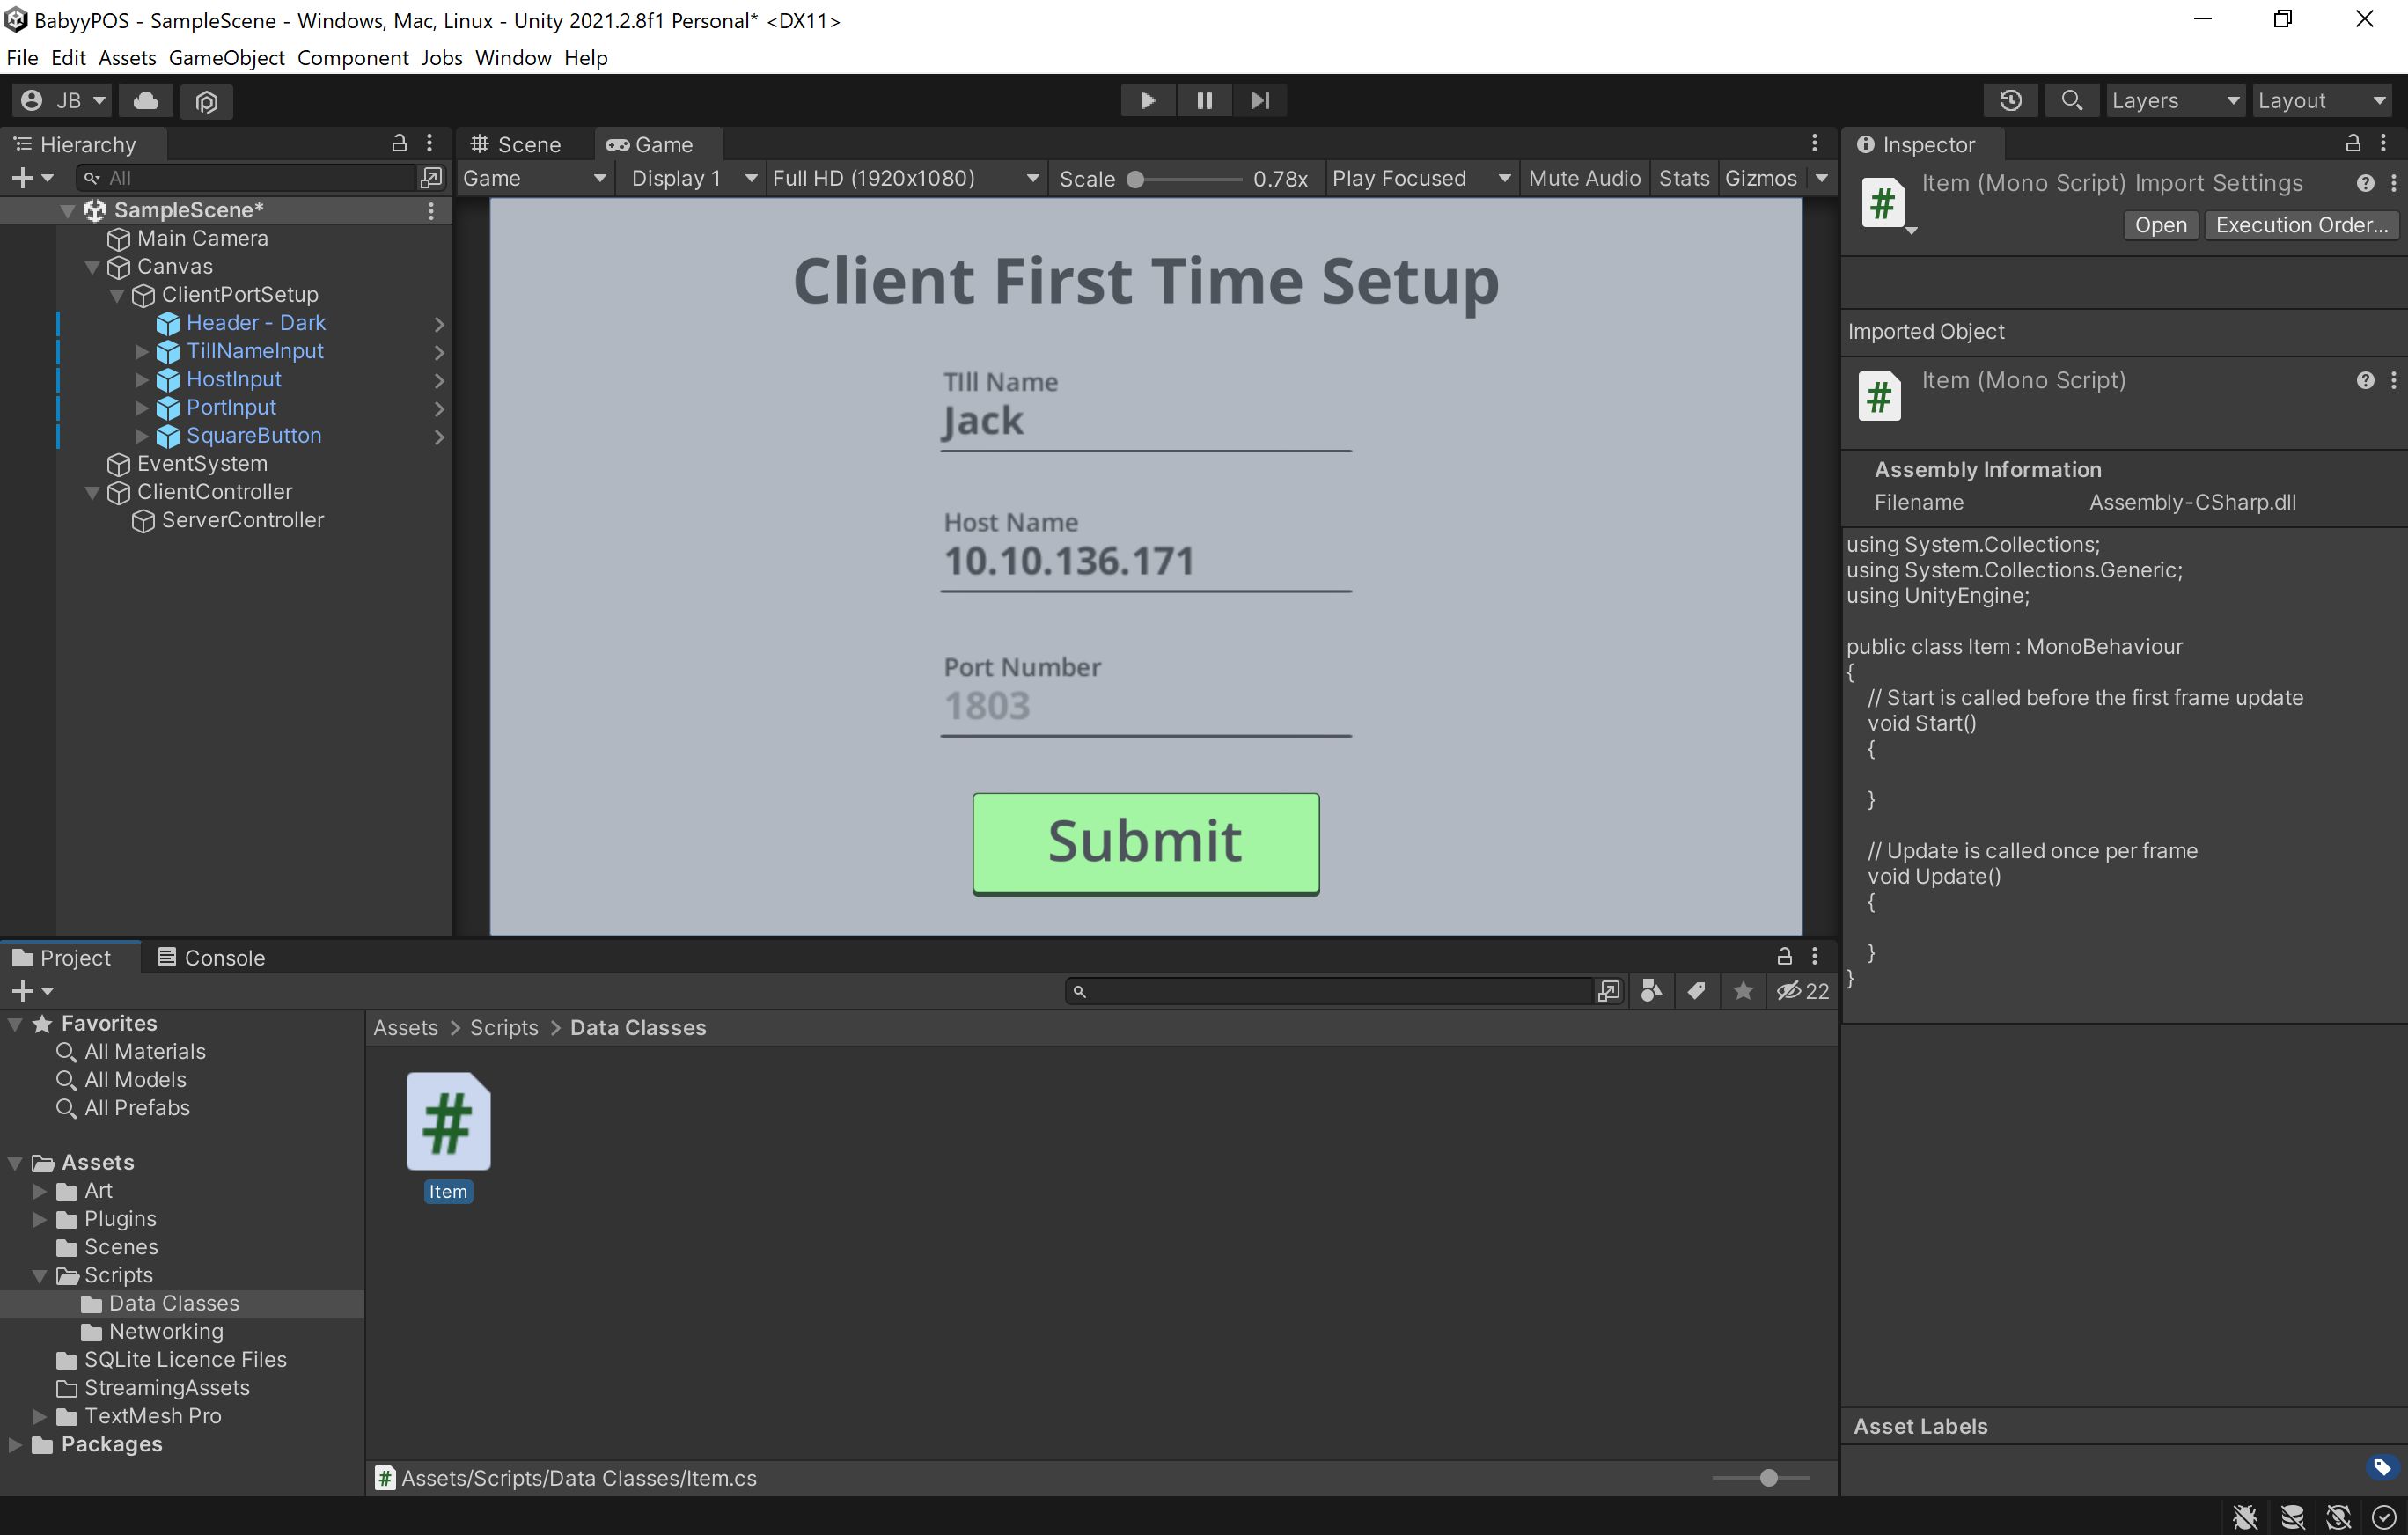 BabyyPOS - SampleScene - Windows, Mac, Linux - Unity 2021.2.8f1 Personal* <DX11>
File Edit Assets GameObject Component Jobs Window Help
JB
Layers
Layout
Hierarchy
All
SampleScene*
Main Camera
Canvas
ClientPortSetup
Header - Dark
TillNameInput
HostInput
PortInput
SquareButton
EventSystem
ClientController
ServerController
Scene
Game
Game
Display 1
Full HD (1920x1080)
Scale
0.78x
Play Focused
Mute Audio
Stats
Gizmos
Client First Time Setup
TIll Name
Jack
Host Name
10.10.136.171
Port Number
1803
Submit
Inspector
Item (Mono Script) Import Settings
Open
Execution Order...
Imported Object
Item (Mono Script)
Assembly Information
Filename Assembly-CSharp.dll
using System.Collections;
using System.Collections.Generic;
using UnityEngine;
public class Item : MonoBehaviour
{
// Start is called before the first frame update
void Start()
{
}
// Update is called once per frame
void Update()
{
}
}
Asset Labels
Project
Console
22
Favorites
All Materials
All Models
All Prefabs
Assets
Art
Plugins
Scenes
Scripts
Data Classes
Networking
SQLite Licence Files
StreamingAssets
TextMesh Pro
Packages
Assets > Scripts > Data Classes
#
Item
Assets/Scripts/Data Classes/Item.cs